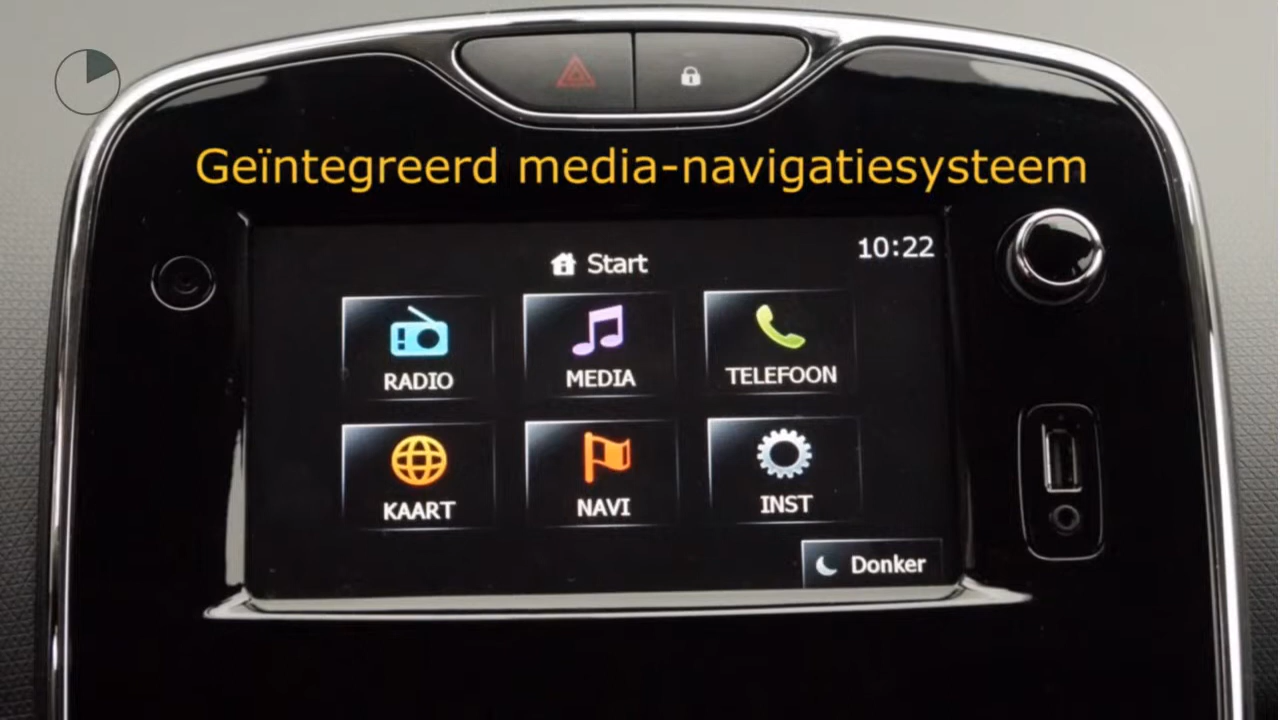 Geïntegreerd media-navigatiesysteem
Start
10:22
RADIO
MEDIA
TELEFOON
KAART
NAVI
INST
Donker